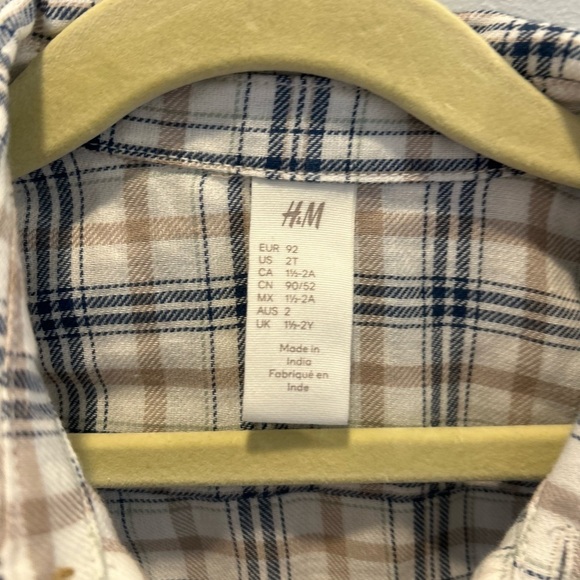 H&M
EUR 92
US 2T
CA 1½-2A
CN 90/52
MX 1½-2A
AUS 2
UK 1½-2Y
Made in
India
Fabriqué en
Inde